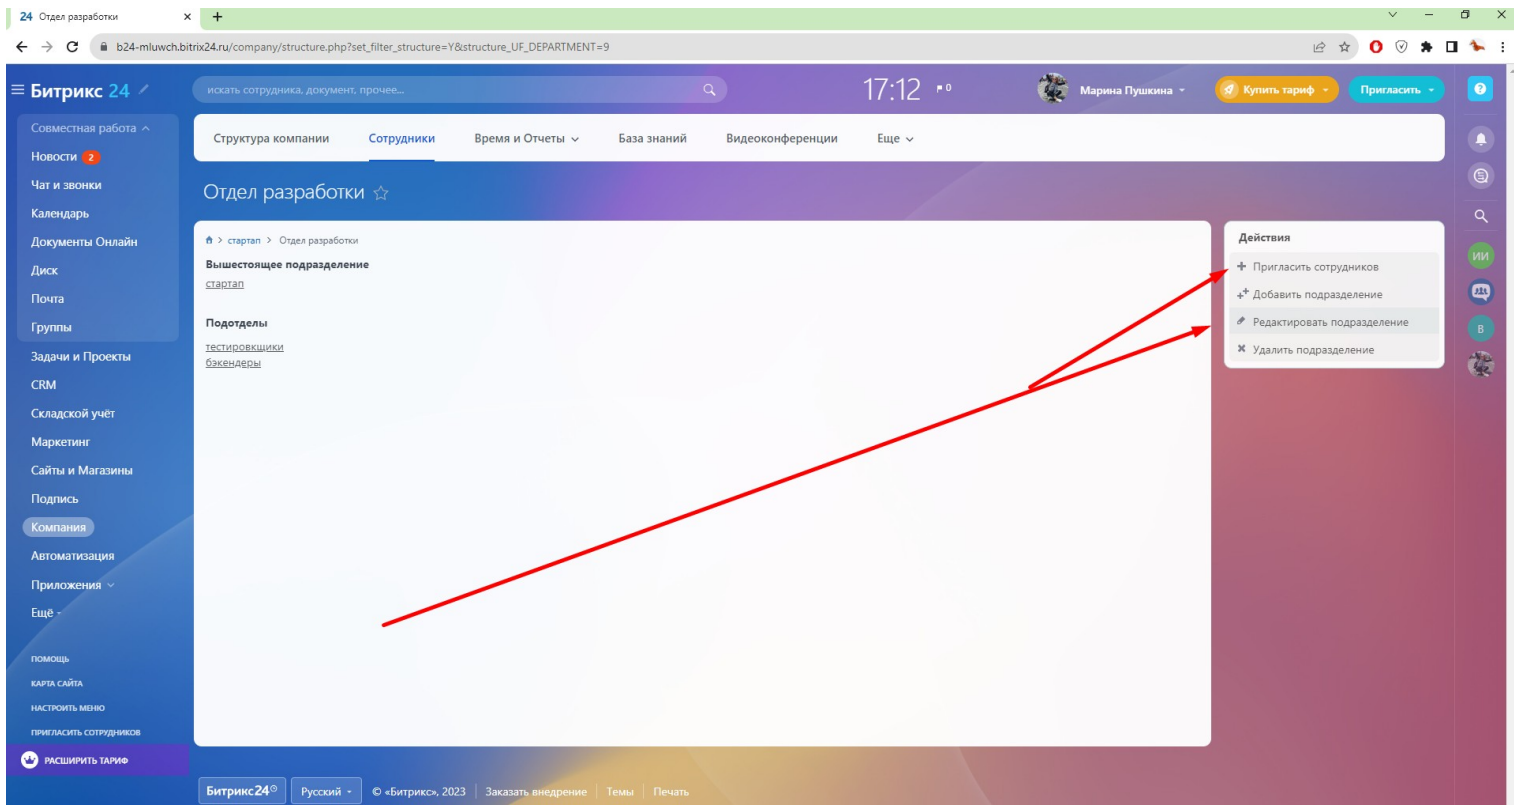 24 Отдел разработки
b24-mluwch.bitrix24.ru/company/structure.php?set_filter_structure=Y&structure_UF_DEPARTMENT=9
Битрикс 24
искать сотрудника, документ, прочее...
17:12
0
Марина Пушкина
Купить тариф
Пригласить
Совместная работа
Новости 2
Чат и звонки
Календарь
Документы Онлайн
Диск
Почта
Группы
Задачи и Проекты
CRM
Складской учёт
Маркетинг
Сайты и Магазины
Подпись
Компания
Автоматизация
Приложения
Ещё
ПОМОЩЬ
КАРТА САЙТА
НАСТРОИТЬ МЕНЮ
ПРИГЛАСИТЬ СОТРУДНИКОВ
РАСШИРИТЬ ТАРИФ
Структура компании Сотрудники Время и Отчеты База знаний Видеоконференции Еще
Отдел разработки
стартап > Отдел разработки
Вышестоящее подразделение
стартап
Подотделы
тестировкщики
бэкендеры
Действия
Пригласить сотрудников
Добавить подразделение
Редактировать подразделение
Удалить подразделение
?
ИИ
В
Битрикс24 Русский © «Битрикс», 2023 Заказать внедрение Темы Печать